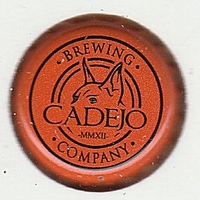 • BREWING •
CADEJO
-MMXII-
COMPANY